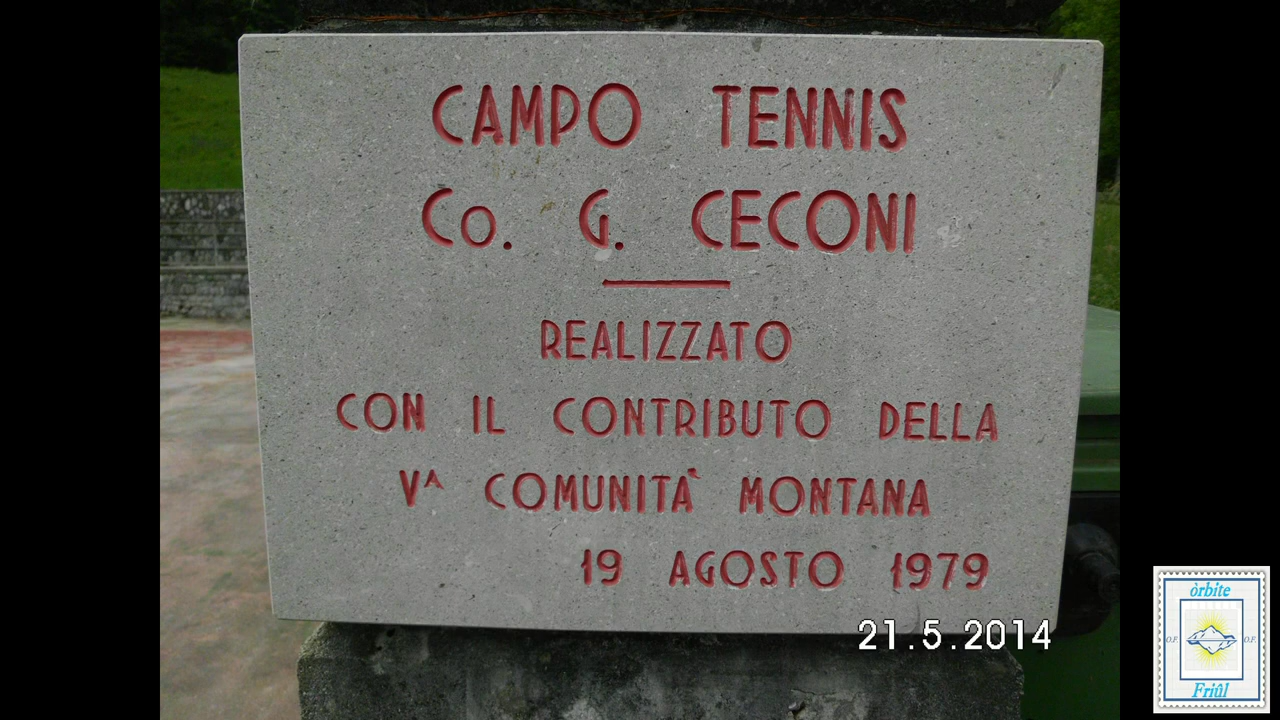 CAMPO TENNIS
Co. G. CECONI
REALIZZATO
CON IL CONTRIBUTO DELLA
V^A COMUNITÀ MONTANA
19 AGOSTO 1979
21.5.2014
òrbite
O.F. O.F.
Friûl